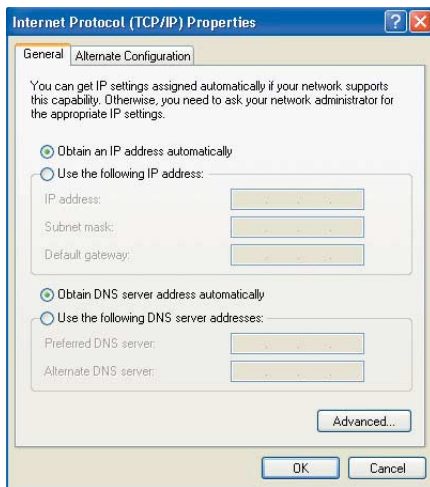 Internet Protocol (TCP/IP) Properties
General
Alternate Configuration
You can get IP settings assigned automatically if your network supports
this capability. Otherwise, you need to ask your network administrator for
the appropriate IP settings.
Obtain an IP address automatically
Use the following IP address:
IP address:
Subnet mask:
Default gateway:
Obtain DNS server address automatically
Use the following DNS server addresses:
Preferred DNS server:
Alternate DNS server:
Advanced...
OK
Cancel